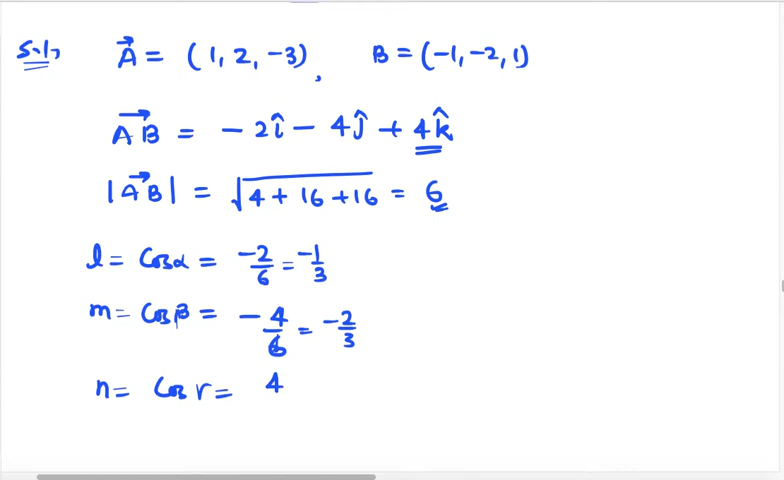 Sol, A⃗ = (1, 2, -3), B = (-1, -2, 1)
A⃗B = -2î - 4ĵ + 4k̂
|A⃗B| = √4+16+16 = 6
l = cosα = -2/6 = -1/3
m = cosβ = -4/6 = -2/3
n = cos r = 4